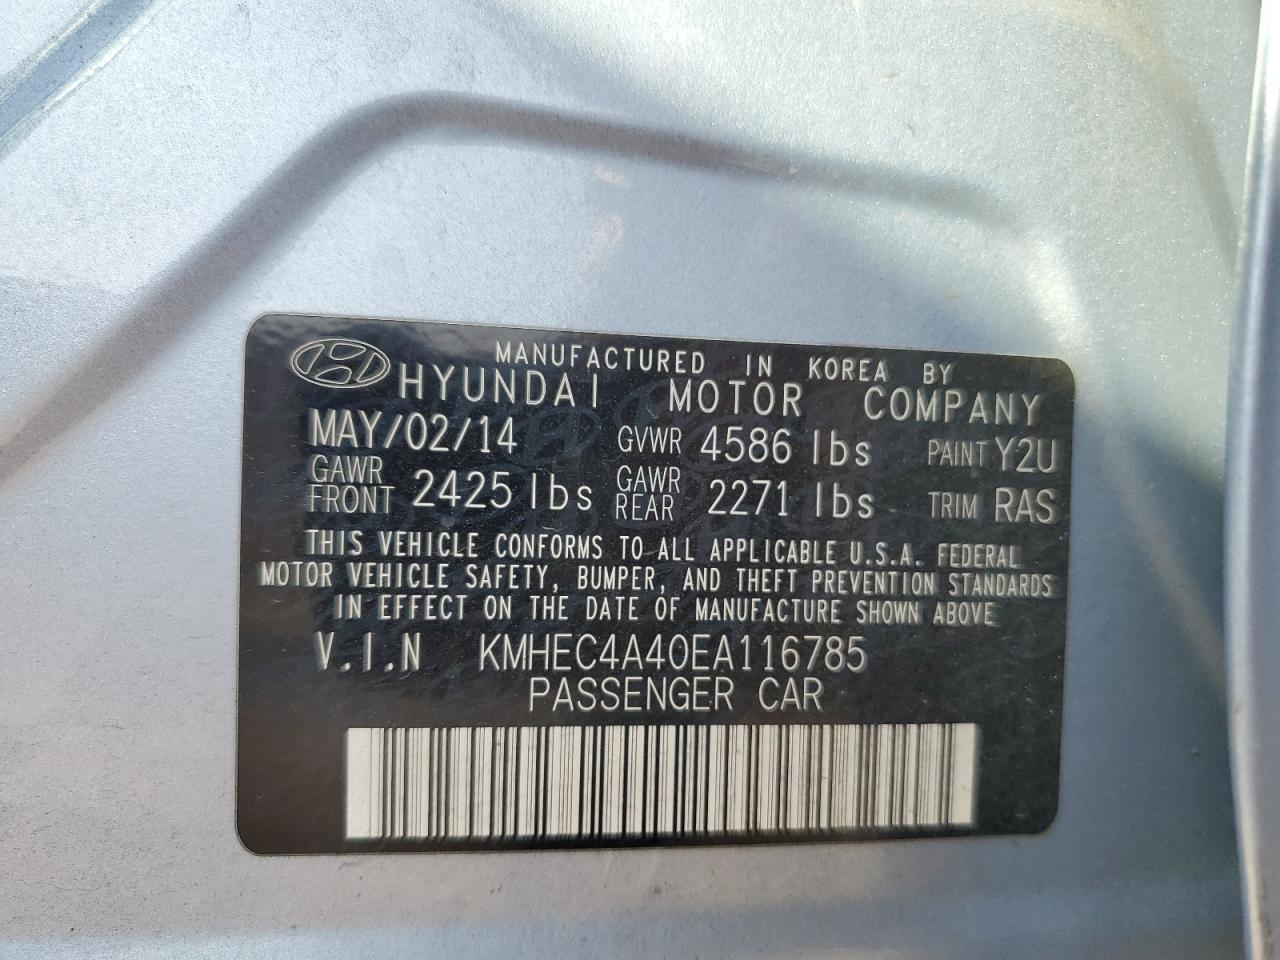 MANUFACTURED IN KOREA BY
HYUNDAI MOTOR COMPANY
MAY/02/14 GVWR 4586 lbs PAINT Y2U
GAWR FRONT 2425 lbs GAWR REAR 2271 lbs TRIM RAS
THIS VEHICLE CONFORMS TO ALL APPLICABLE U.S.A. FEDERAL
MOTOR VEHICLE SAFETY, BUMPER, AND THEFT PREVENTION STANDARDS
IN EFFECT ON THE DATE OF MANUFACTURE SHOWN ABOVE
V.I.N KMHEC4A40EA116785
PASSENGER CAR